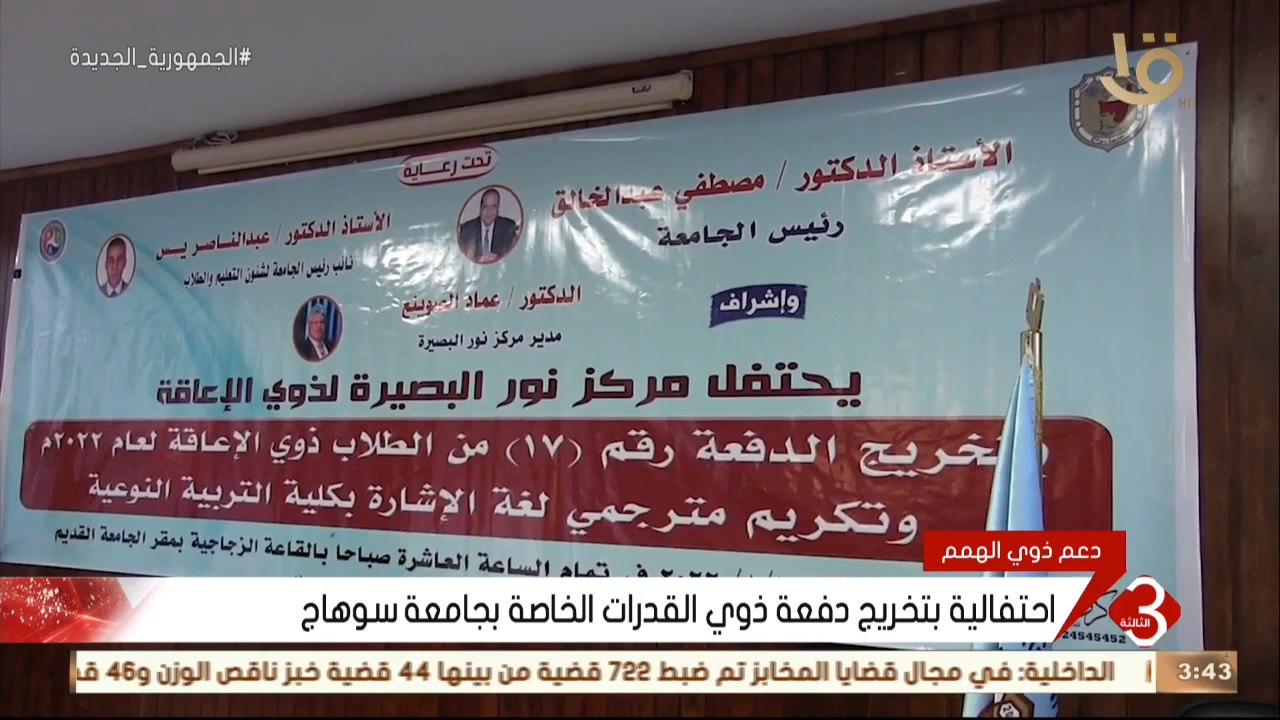 #الجمهورية_الجديدة
تحت رعاية
الأستاذ الدكتور / مصطفي عبدالخالق
رئيس الجامعة
الأستاذ الدكتور / عبدالناصر يس
نائب رئيس الجامعة لشئون التعليم والطلاب
وإشراف
الدكتور / عماد الصوينع
مدير مركز نور البصيرة
يحتفل مركز نور البصيرة لذوي الإعاقة
بتخريج الدفعة رقم (١٧) من الطلاب ذوي الإعاقة لعام ٢٠٢٢م
وتكريم مترجمي لغة الإشارة بكلية التربية النوعية
٢٠٢٢ في تمام الساعة العاشرة صباحاً بالقاعة الزجاجية بمقر الجامعة القديم
24545452
دعم ذوي الهمم
احتفالية بتخريج دفعة ذوي القدرات الخاصة بجامعة سوهاج
3 الثالثة
3:43
الداخلية: في مجال قضايا المخابز تم ضبط 722 قضية من بينها 44 قضية خبز ناقص الوزن و46